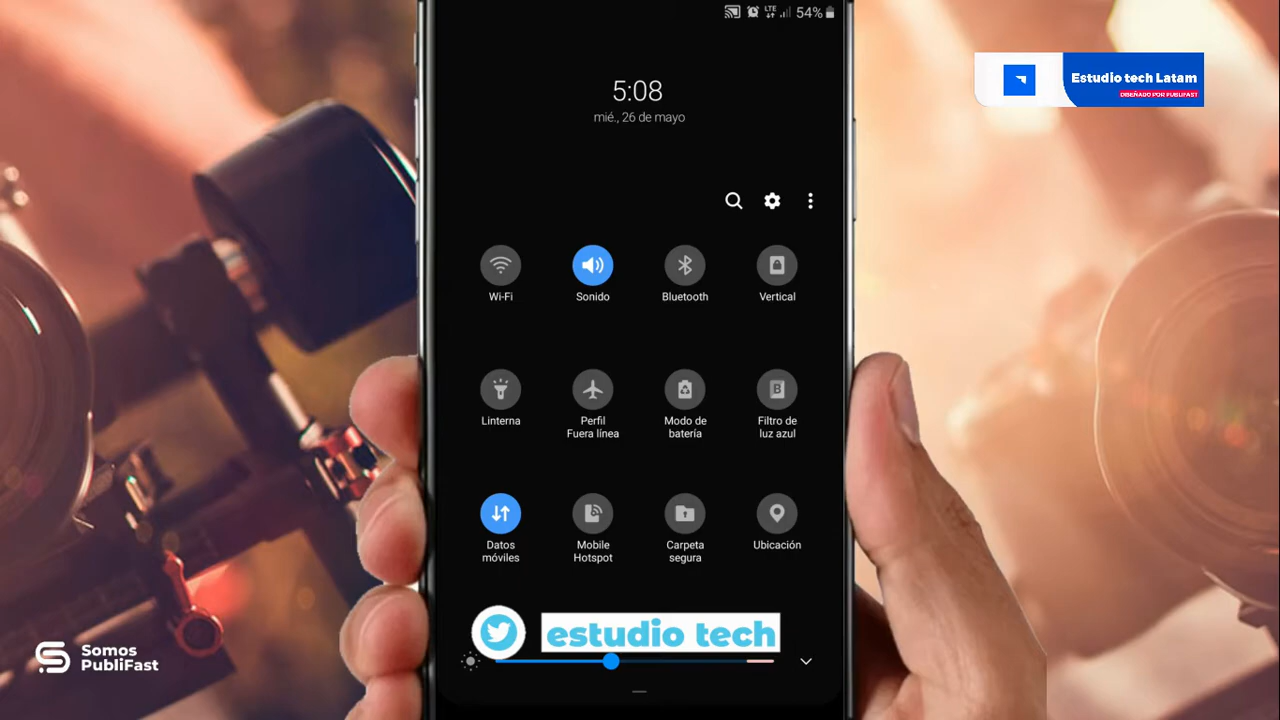 LTE
54%
Estudio tech Latam
DISEÑADO POR PUBLIFAST
5:08
mié., 26 de mayo
Wi-Fi
Sonido
Bluetooth
Vertical
Linterna
Perfil
Fuera línea
Modo de
batería
Filtro de
luz azul
B
Datos
móviles
Mobile
Hotspot
Carpeta
segura
Ubicación
estudio tech
Somos
PubliFast